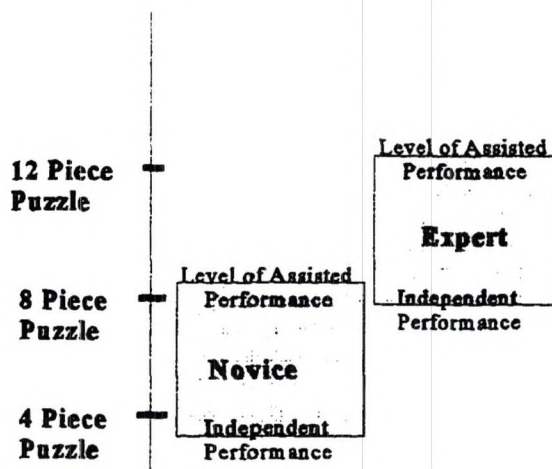 12 Piece
Puzzle
Level of Assisted
Performance
Expert
Independent
Performance
8 Piece
Puzzle
Level of Assisted
Performance
Novice
4 Piece
Puzzle
Independent
Performance